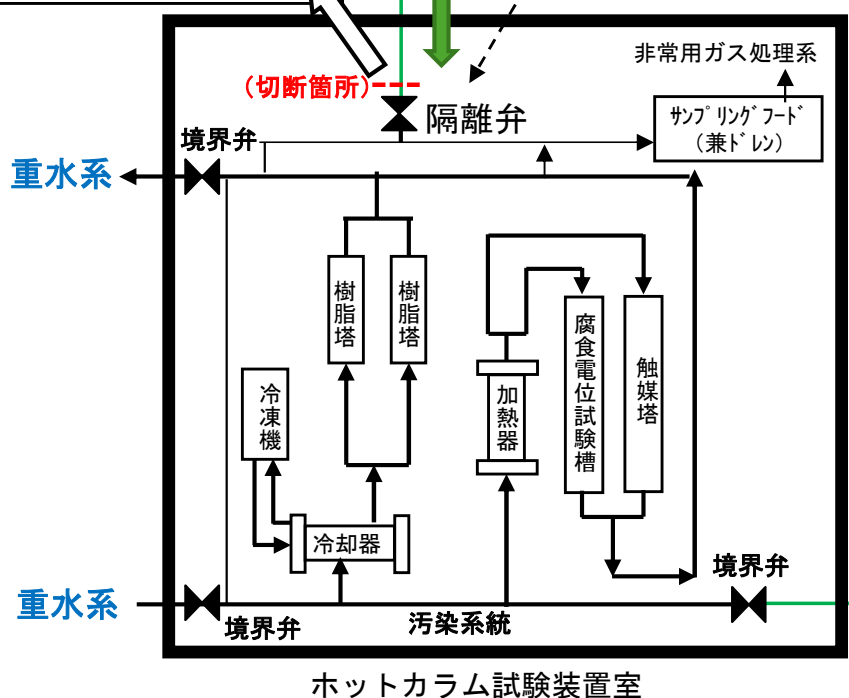 非常用ガス処理系
(切断箇所)
隔離弁
サンプリングフード
(兼ドレン)
境界弁
重水系
樹脂塔
樹脂塔
冷凍機
加熱器
腐食電位試験槽
触媒塔
冷却器
境界弁
重水系
境界弁
汚染系統
ホットカラム試験装置室